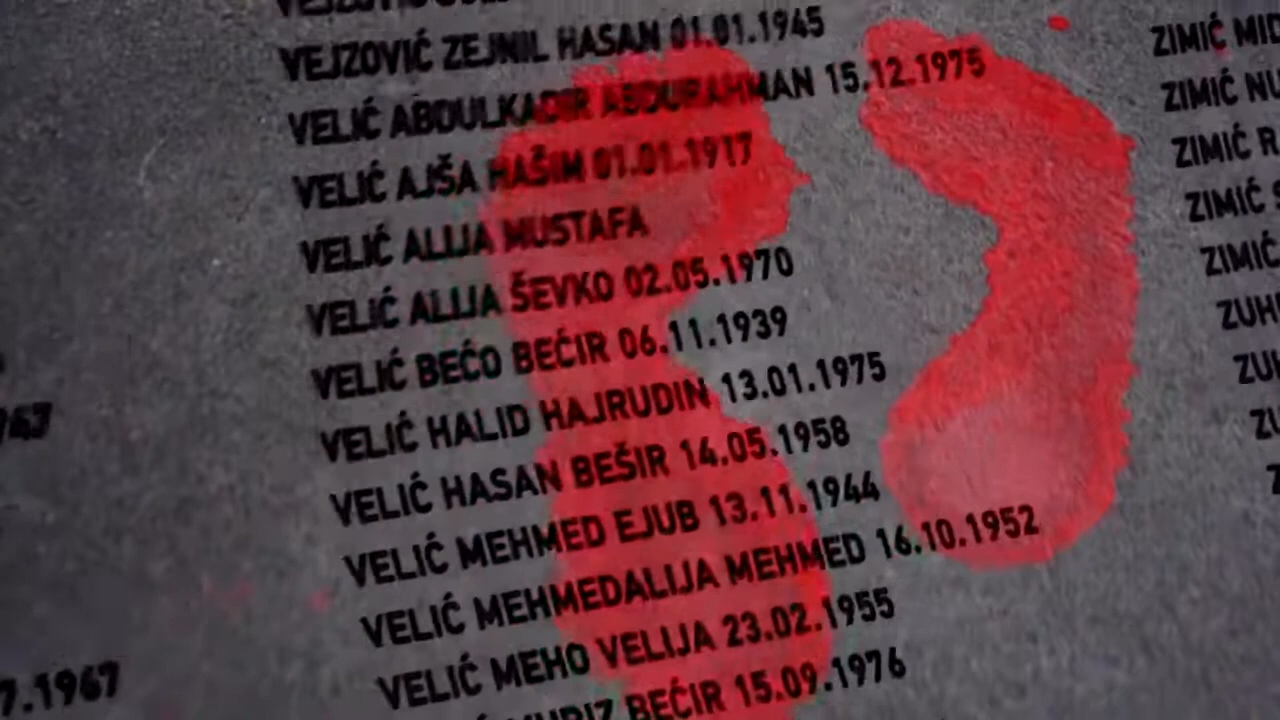 VEJZOVIĆ ZEJNIL HASAN 01.01.1945
VELIĆ ABDULKADIR ABDURAHMAN 15.12.1975
VELIĆ AJŠA HAŠIM 01.01.1917
VELIĆ ALIJA MUSTAFA
VELIĆ ALIJA ŠEVKO 02.05.1970
VELIĆ BEĆO BEĆIR 06.11.1939
VELIĆ HALID HAJRUDIN 13.01.1975
VELIĆ HASAN BEŠIR 14.05.1958
VELIĆ MEHMED EJUB 13.11.1944
VELIĆ MEHMEDALIJA MEHMED 16.10.1952
VELIĆ MEHO VELIJA 23.02.1955
BEĆIR 15.09.1976
7.1967
ZIMIĆ MID
ZIMIĆ NU
ZIMIĆ R
ZIMIĆ S
ZIMIĆ
ZUH